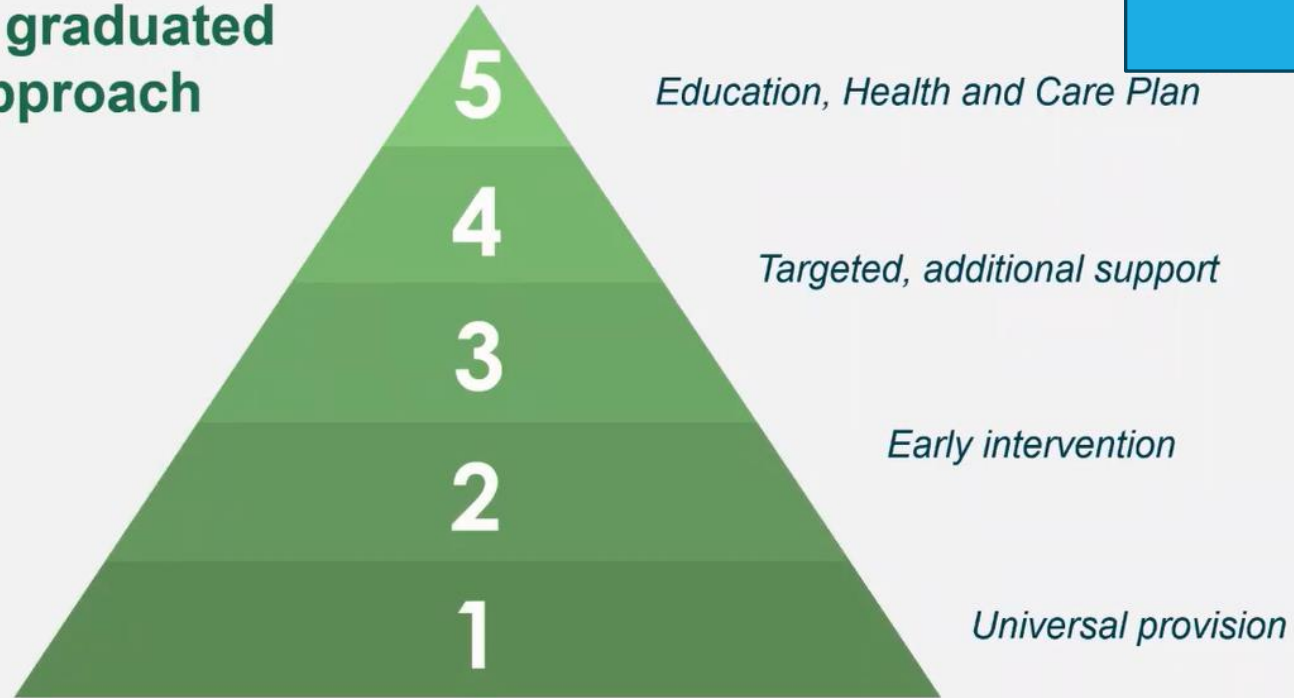 graduated
pproach
5
Education, Health and Care Plan
4
Targeted, additional support
3
Early intervention
2
1
Universal provision